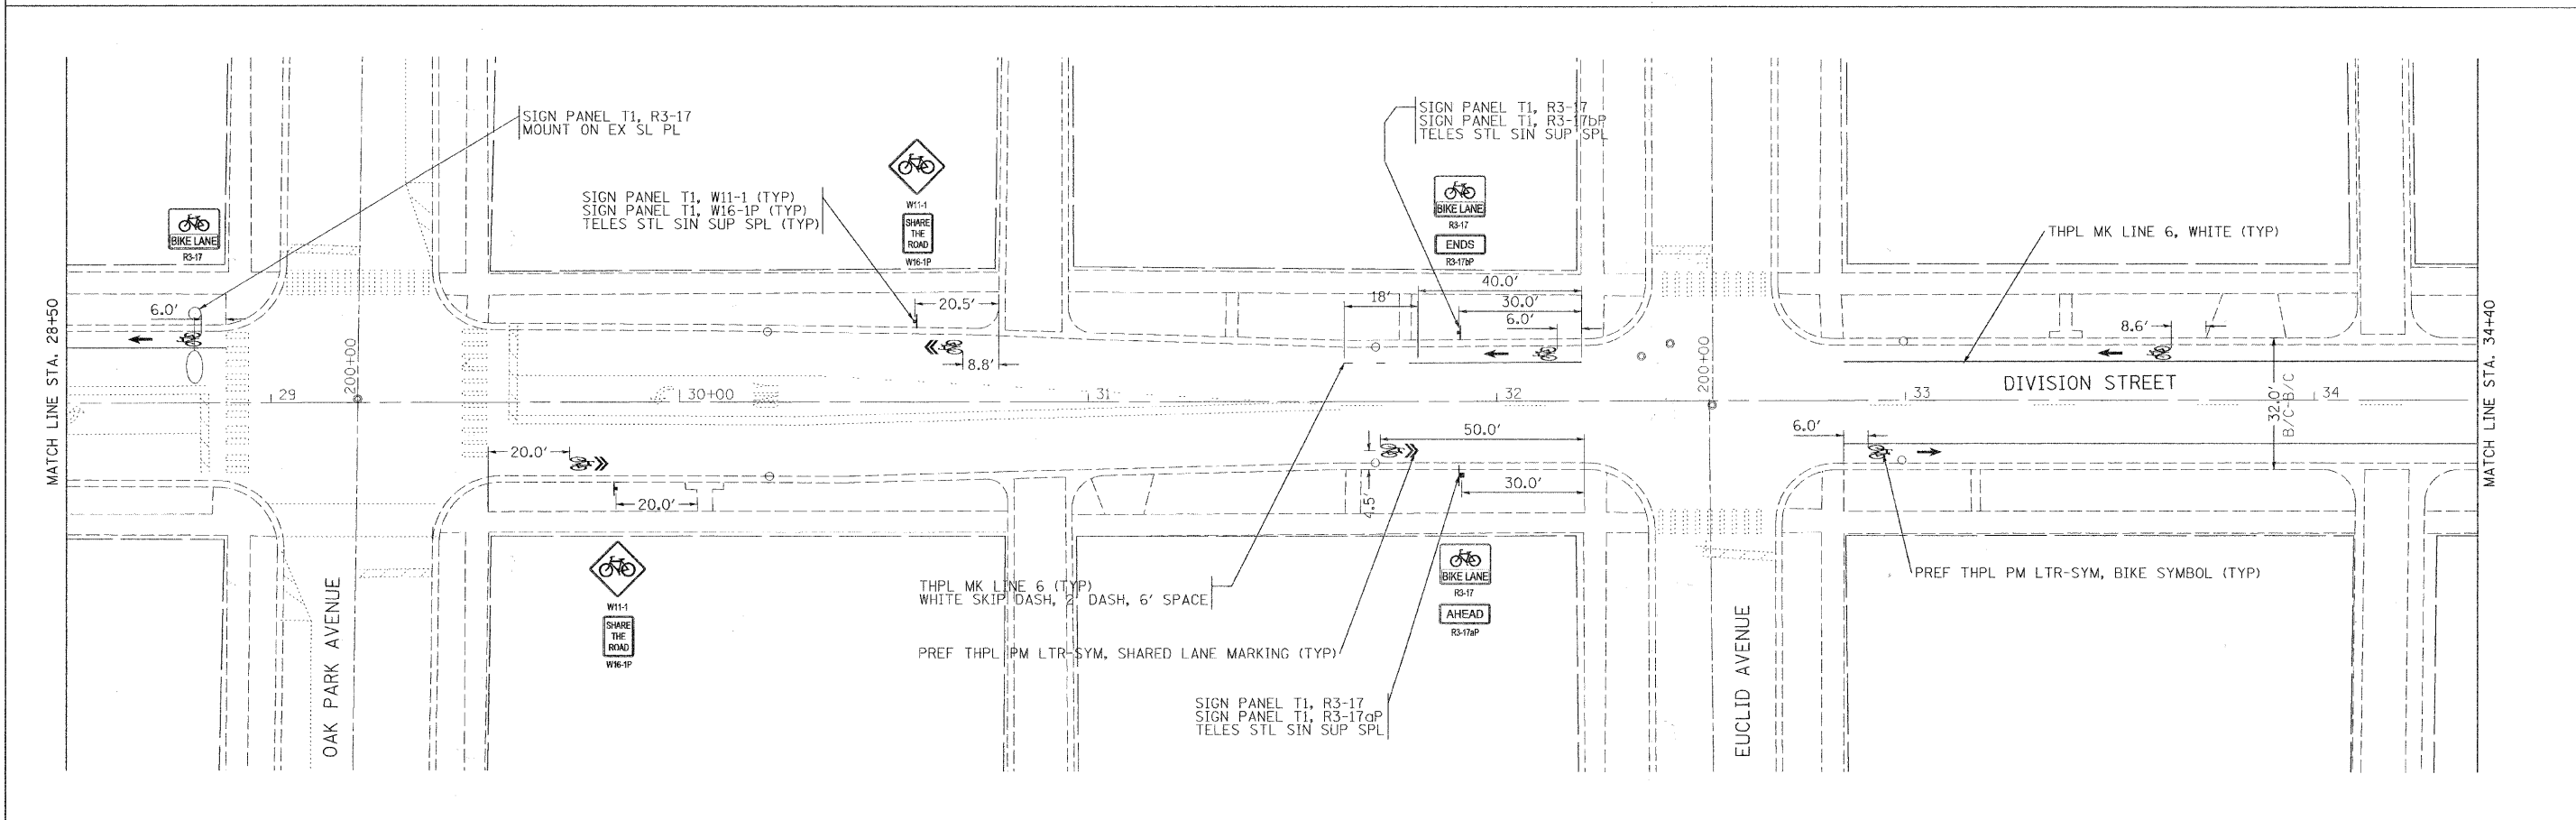 SIGN PANEL T1, R3-17
MOUNT ON EX SL PL
SIGN PANEL T1, R3-17
SIGN PANEL T1, R3-17bP
TELES STL SIN SUP SPL
SIGN PANEL T1, W11-1 (TYP)
SIGN PANEL T1, W16-1P (TYP)
TELES STL SIN SUP SPL (TYP)
W11-1
SHARE
THE
ROAD
W16-1P
BIKE LANE
R3-17
BIKE LANE
R3-17
ENDS
R3-17bP
THPL MK LINE 6, WHITE (TYP)
MATCH LINE STA. 28+50
6.0'
20.5'
8.8'
18'
40.0'
30.0'
6.0'
8.6'
200+00
200+00
29
30+00
31
32
33
34
DIVISION STREET
32.0'
B/C-B/C
MATCH LINE STA. 34+40
20.0'
20.0'
50.0'
4.5'
30.0'
6.0'
OAK PARK AVENUE
W11-1
SHARE
THE
ROAD
W16-1P
THPL MK LINE 6 (TYP)
WHITE SKIP DASH, 2' DASH, 6' SPACE
PREF THPL PM LTR-SYM, SHARED LANE MARKING (TYP)
BIKE LANE
R3-17
AHEAD
R3-17aP
SIGN PANEL T1, R3-17
SIGN PANEL T1, R3-17aP
TELES STL SIN SUP SPL
EUCLID AVENUE
PREF THPL PM LTR-SYM, BIKE SYMBOL (TYP)